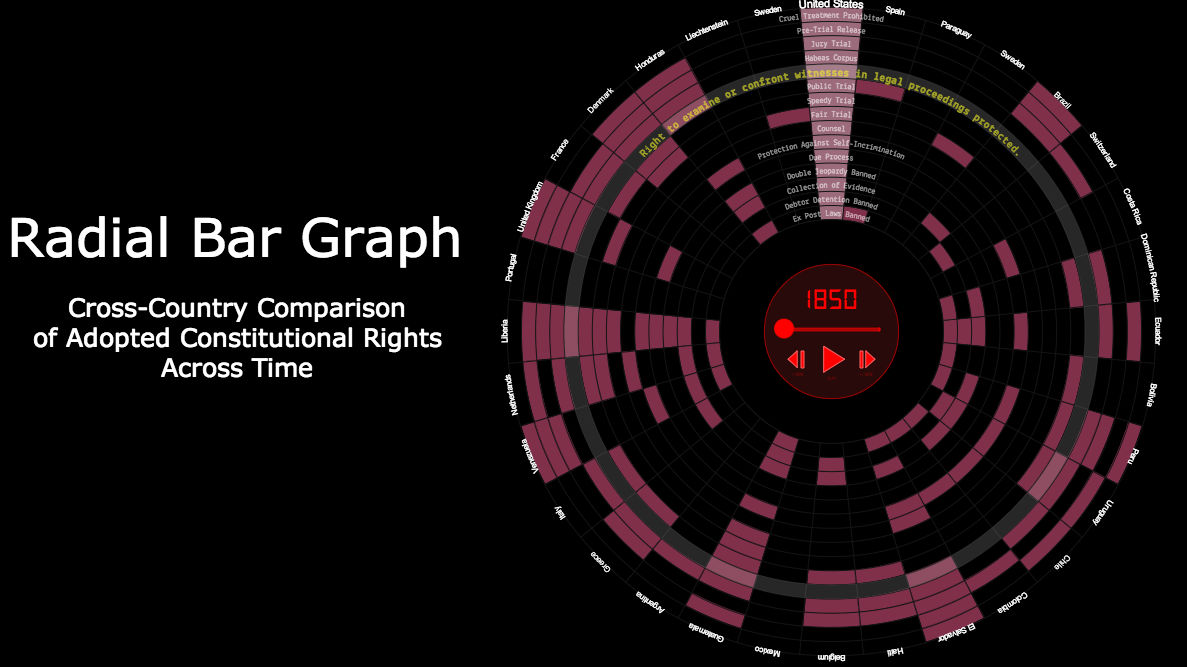 Radial Bar Graph
Cross-Country Comparison
of Adopted Constitutional Rights
Across Time
United States
Cruel Treatment Prohibited
Pre-Trial Release
Jury Trial
Habeas Corpus
Right to examine or confront witnesses in legal proceedings protected.
Public Trial
Speedy Trial
Fair Trial
Counsel
Protection Against Self-Incrimination
Due Process
Double Jeopardy Banned
Collection of Evidence
Debtor Detention Banned
Ex Post Laws Banned
1850
Spain
Paraguay
Sweden
Brazil
Switzerland
Costa Rica
Dominican Republic
Ecuador
Bolivia
Peru
Uruguay
Chile
Colombia
El Salvador
Haiti
Belgium
Mexico
Guatemala
Argentina
Greece
Italy
Venezuela
Netherlands
Liberia
Portugal
United Kingdom
France
Danmark
Honduras
Liechtenstein
Sweden